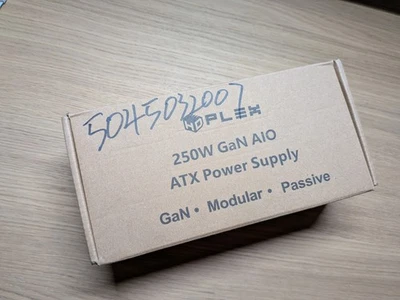 5045032007
HDPLEX
250W GaN AIO
ATX Power Supply
GaN • Modular • Passive